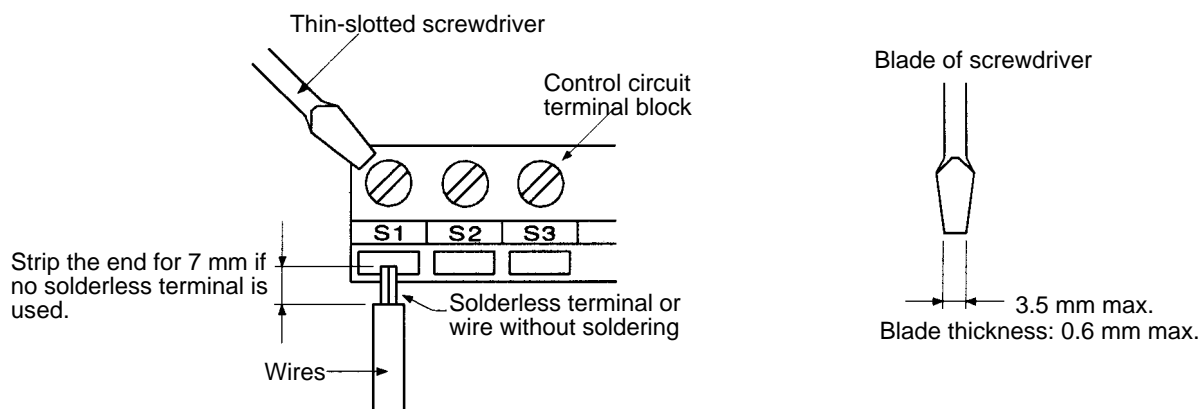 Thin-slotted screwdriver
Control circuit
terminal block
S1 S2 S3
Strip the end for 7 mm if
no solderless terminal is
used.
Solderless terminal or
wire without soldering
Wires
Blade of screwdriver
3.5 mm max.
Blade thickness: 0.6 mm max.